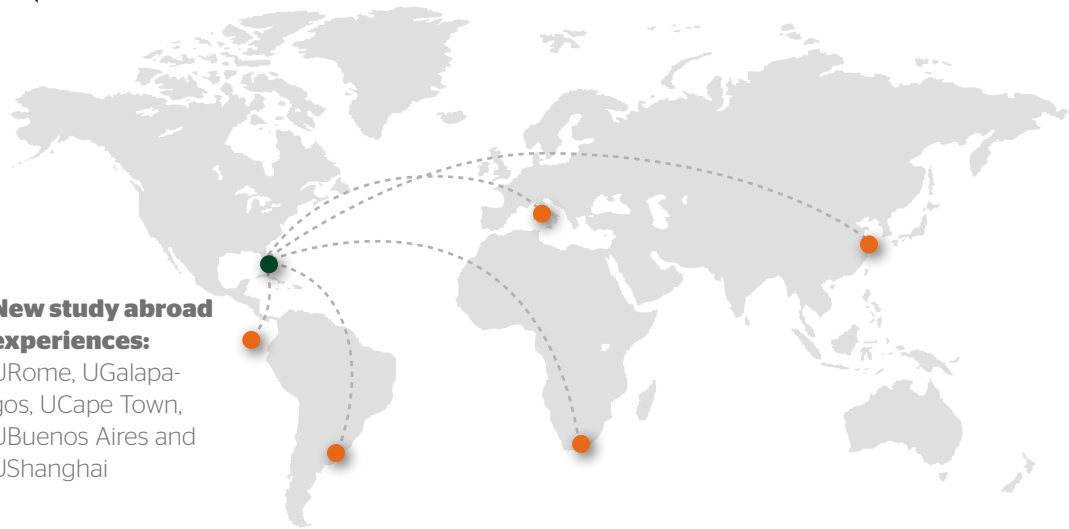 New study abroad
experiences:
URome, UGalapa-
gos, UCape Town,
UBuenos Aires and
UShanghai